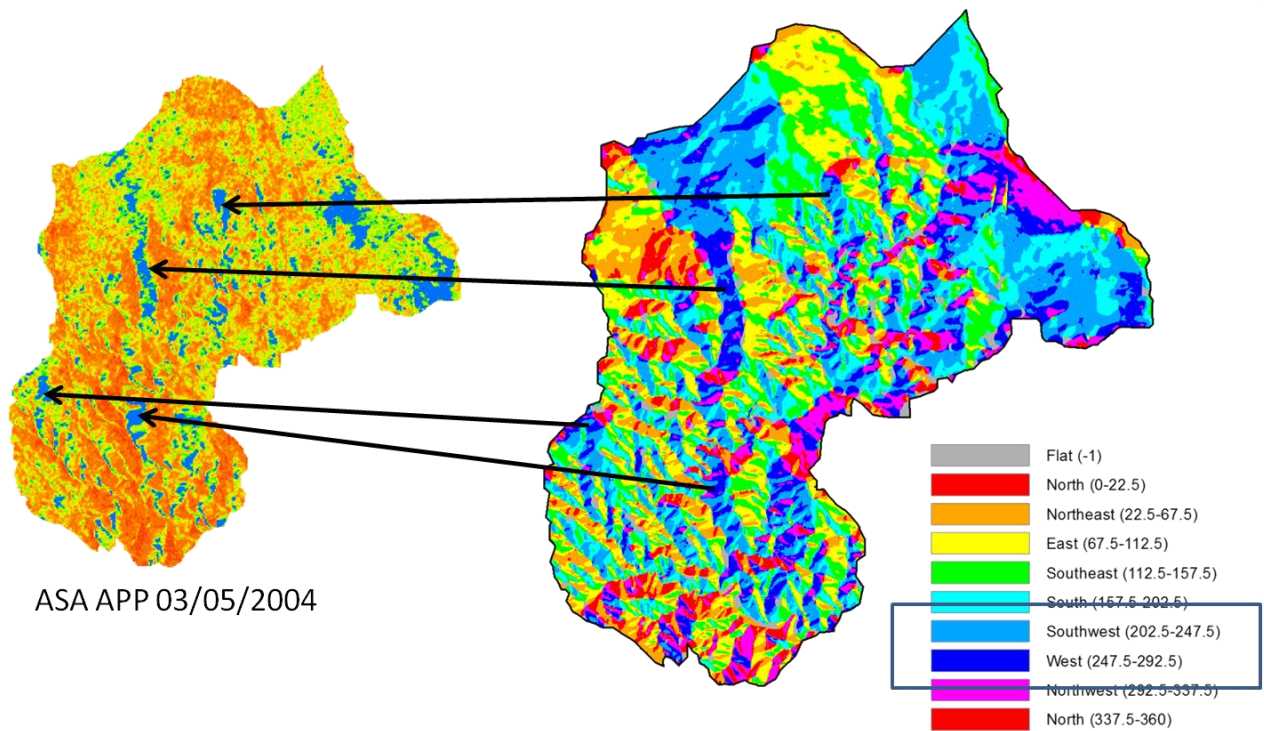 ASA APP 03/05/2004
Flat (-1)
North (0-22.5)
Northeast (22.5-67.5)
East (67.5-112.5)
Southeast (112.5-157.5)
South (157.5-202.5)
Southwest (202.5-247.5)
West (247.5-292.5)
Northwest (292.5-337.5)
North (337.5-360)